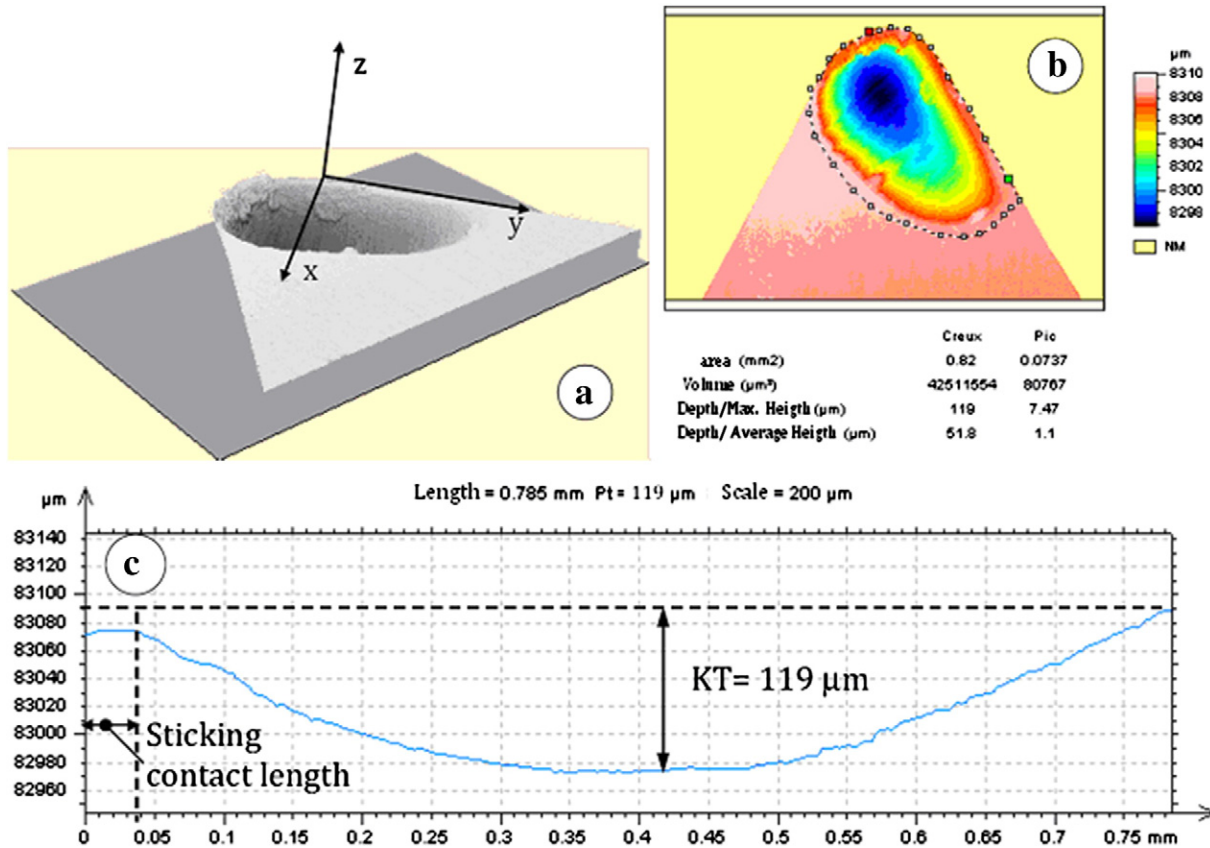 z
y
x
a
b
µm
8310
8308
8306
8304
8302
8300
8298
NM
Creux Pic
area (mm2) 0.82 0.0737
Volume (µm³) 42511554 80767
Depth/Max. Heigth (µm) 119 7.47
Depth/ Average Heigth (µm) 51.8 1.1
Length = 0.785 mm Pt = 119 µm Scale = 200 µm
µm
83140
83120
83100
83080
83060
83040
83020
83000
82980
82960
c
KT= 119 µm
Sticking
contact length
0 0.05 0.1 0.15 0.2 0.25 0.3 0.35 0.4 0.45 0.5 0.55 0.6 0.65 0.7 0.75 mm